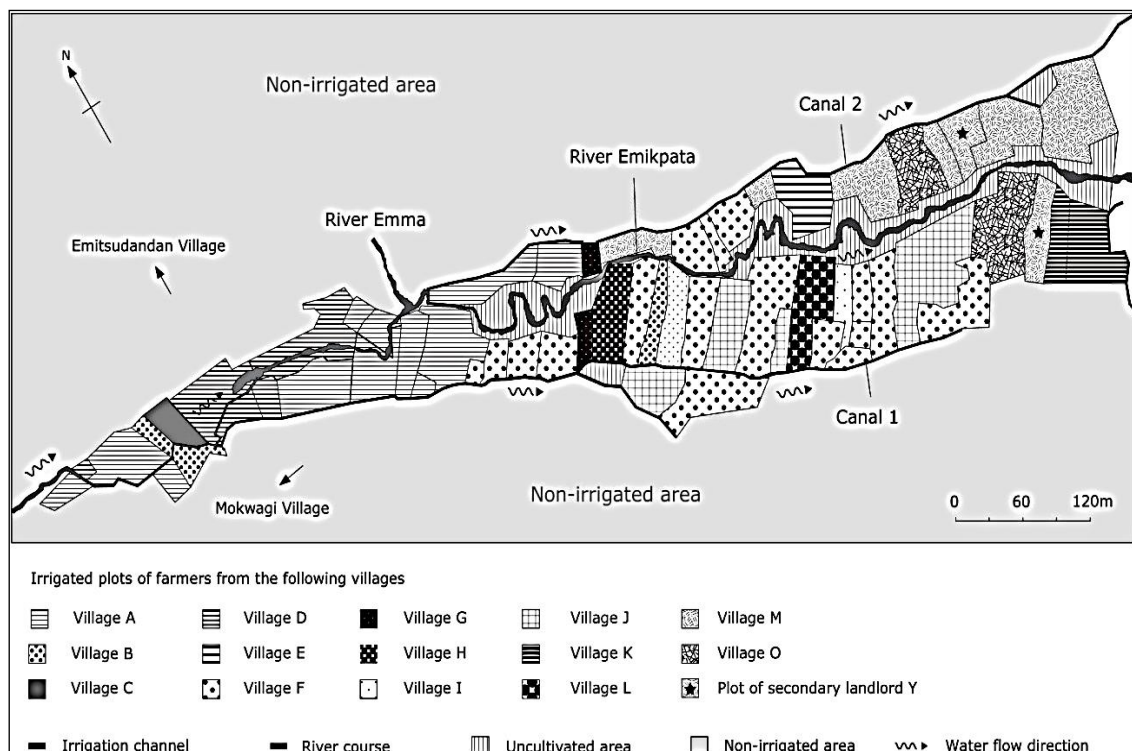 N
Non-irrigated area
Canal 2
River Emikpata
River Emma
Emitsudandan Village
Canal 1
Mokwagi Village
Non-irrigated area
0 60 120m
Irrigated plots of farmers from the following villages
Village A Village D Village G Village J Village M
Village B Village E Village H Village K Village O
Village C Village F Village I Village L Plot of secondary landlord Y
Irrigation channel River course Uncultivated area Non-irrigated area Water flow direction